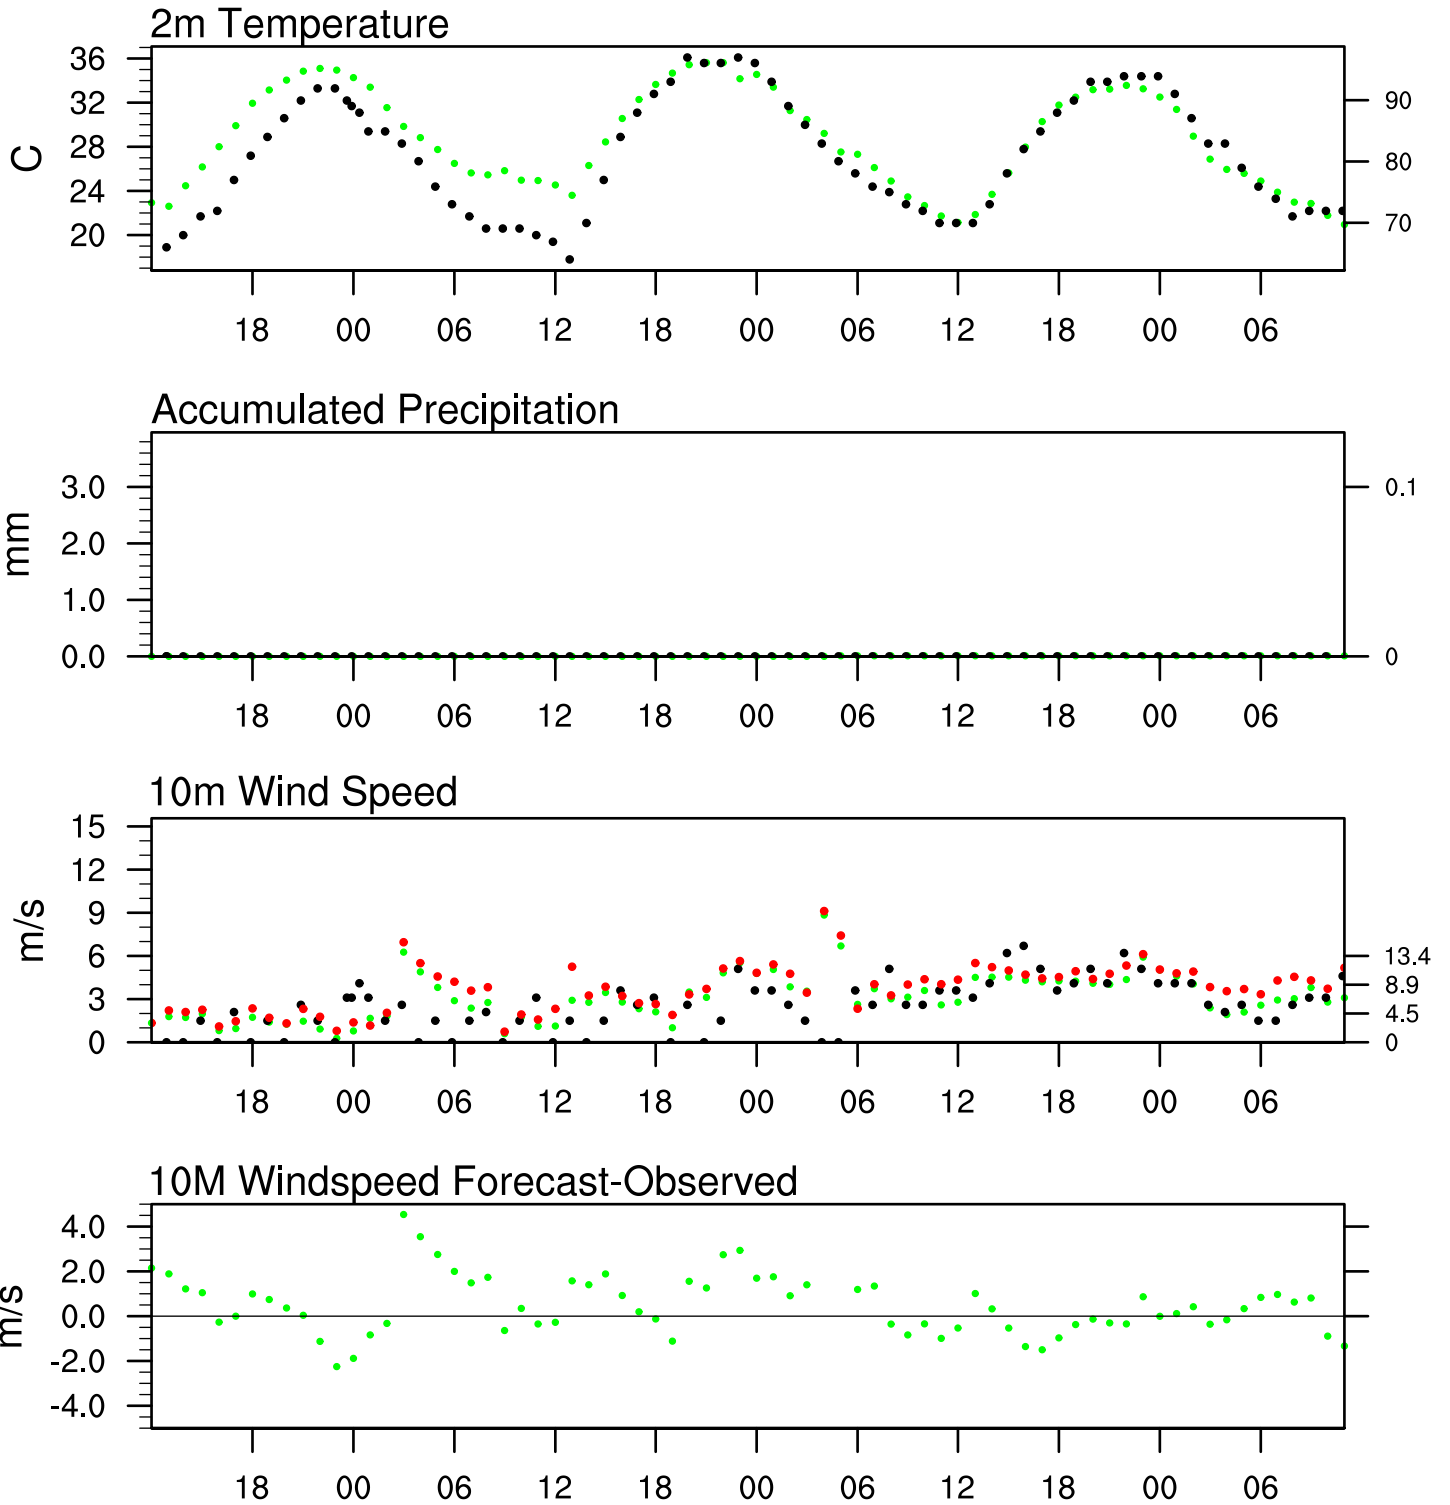 2m Temperature
36
32
28
24
20
C
90
80
70
18 00 06 12 18 00 06 12 18 00 06
Accumulated Precipitation
3.0
2.0
1.0
0.0
mm
0.1
0
18 00 06 12 18 00 06 12 18 00 06
10m Wind Speed
15
12
9
6
3
0
m/s
13.4
8.9
4.5
0
18 00 06 12 18 00 06 12 18 00 06
10M Windspeed Forecast-Observed
4.0
2.0
0.0
-2.0
-4.0
m/s
18 00 06 12 18 00 06 12 18 00 06